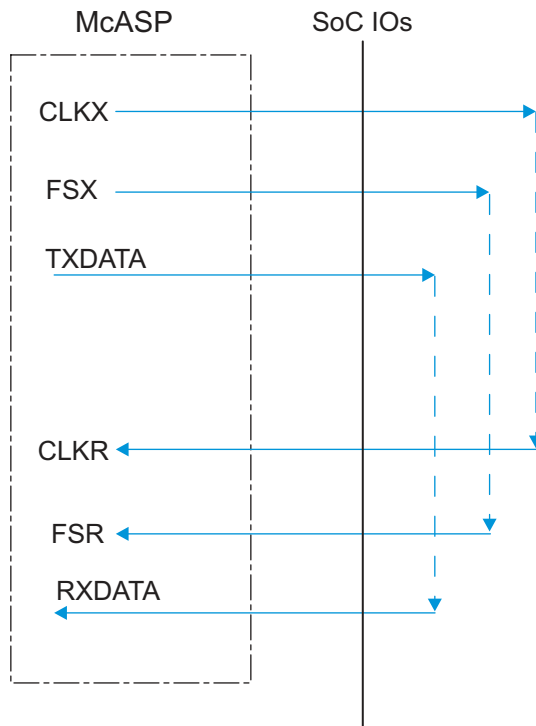 McASP
SoC IOs
CLKX
FSX
TXDATA
CLKR
FSR
RXDATA